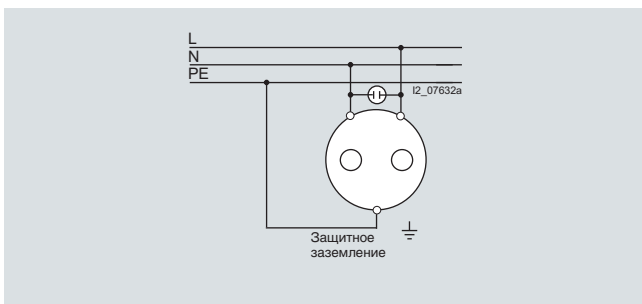 L
N
PE
I2_07632a
Защитное
заземление